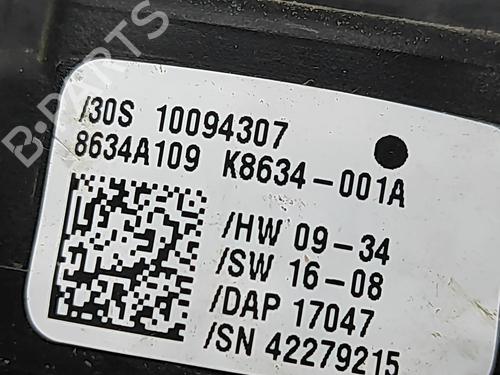 B-PARTS
/30S 10094307
8634A109 K8634-001A
/HW 09-34
/SW 16-08
/DAP 17047
/SN 42279215